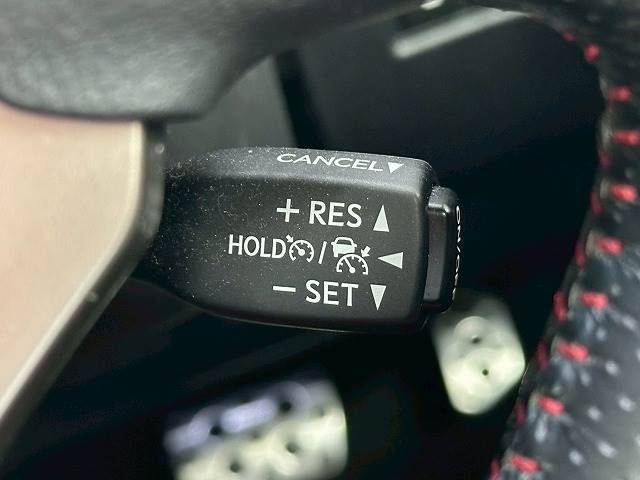 CANCEL▼
+ RES ▲
HOLD / ◀
− SET ▼